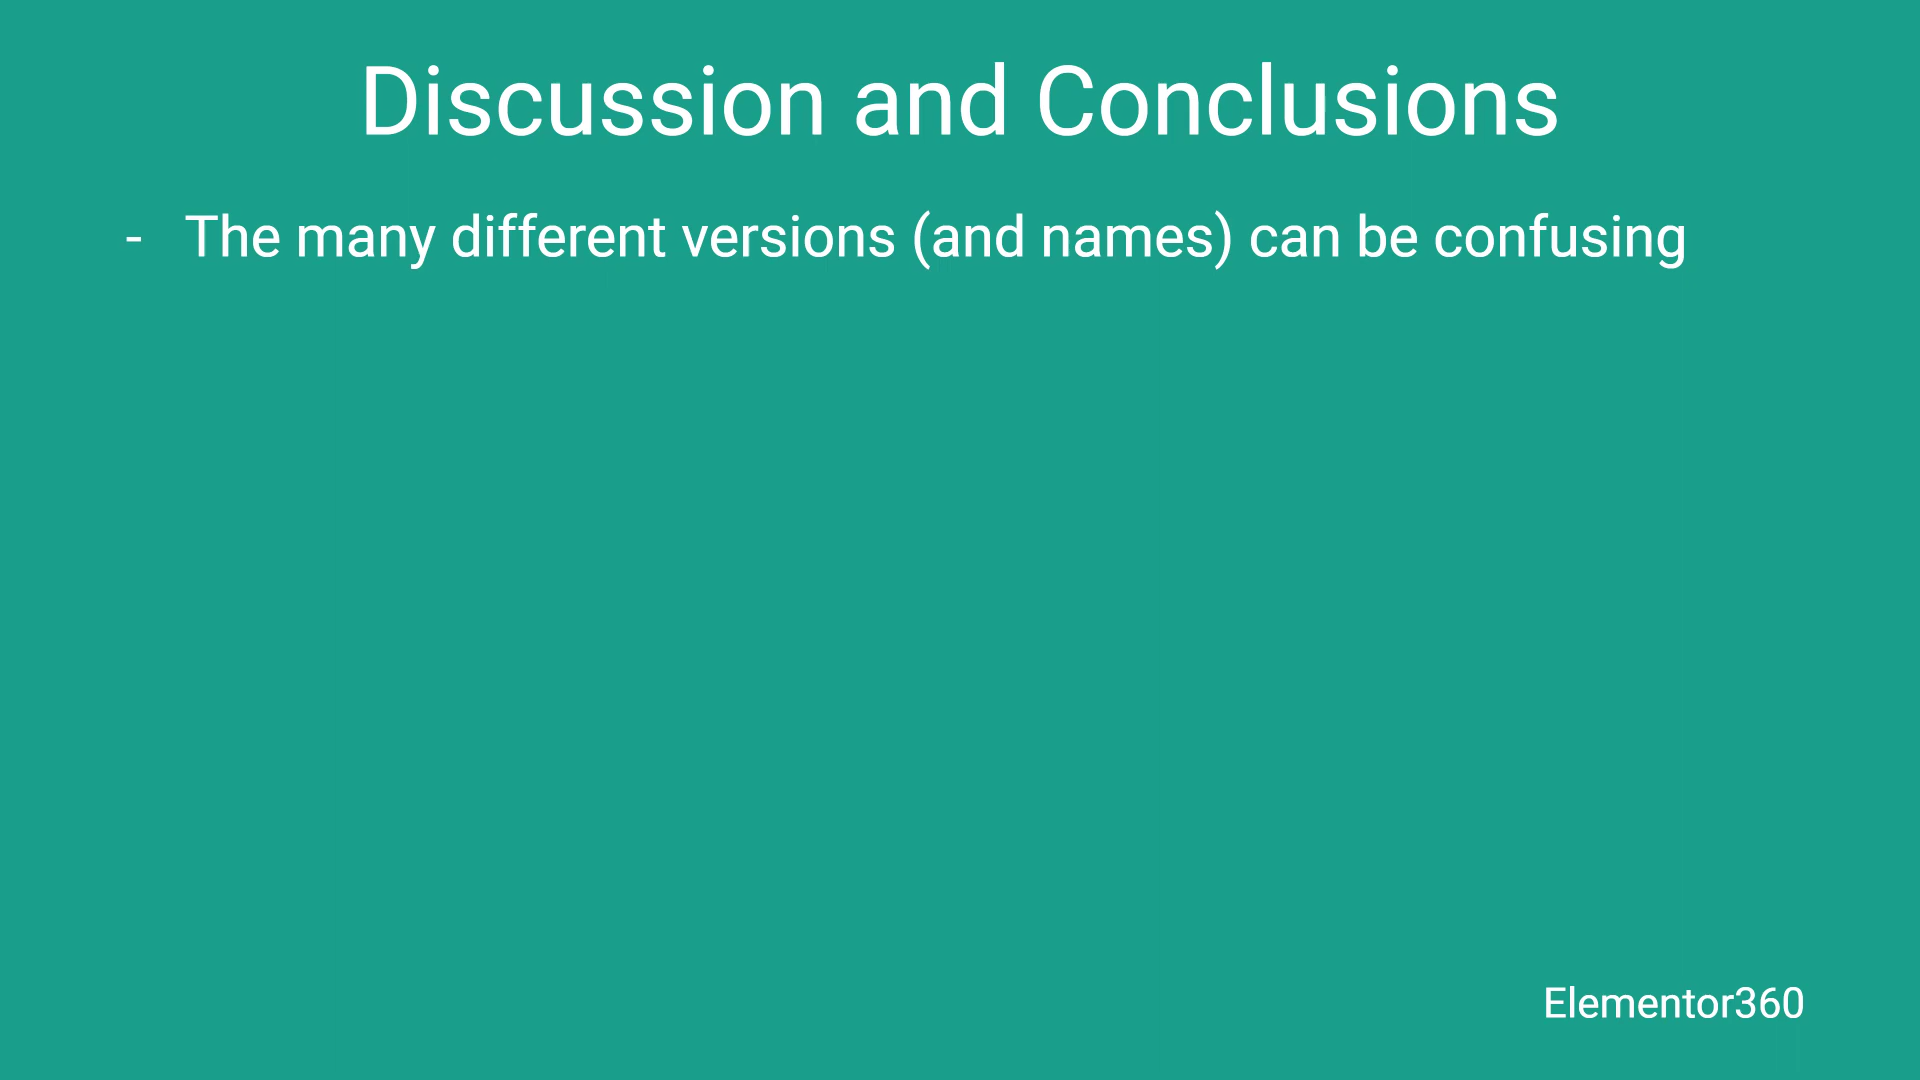 Discussion and Conclusions
- The many different versions (and names) can be confusing
Elementor360